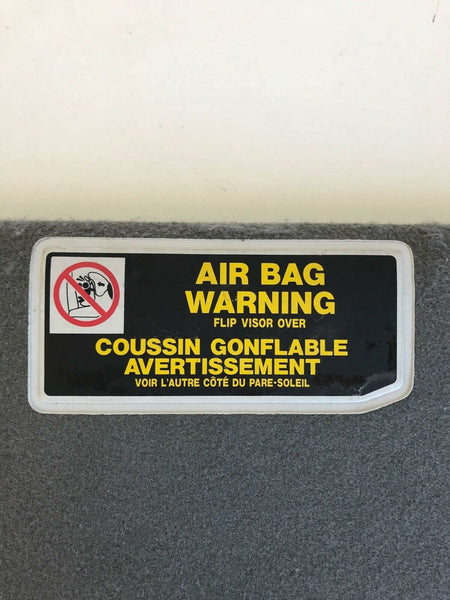 AIR BAG
WARNING
FLIP VISOR OVER
COUSSIN GONFLABLE
AVERTISSEMENT
VOIR L'AUTRE CÔTÉ DU PARE-SOLEIL